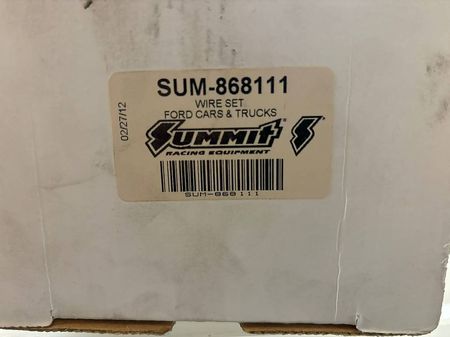 SUM-868111
WIRE SET
FORD CARS & TRUCKS
02/27/12
SUMMIT S
RACING EQUIPMENT
SUM-868111